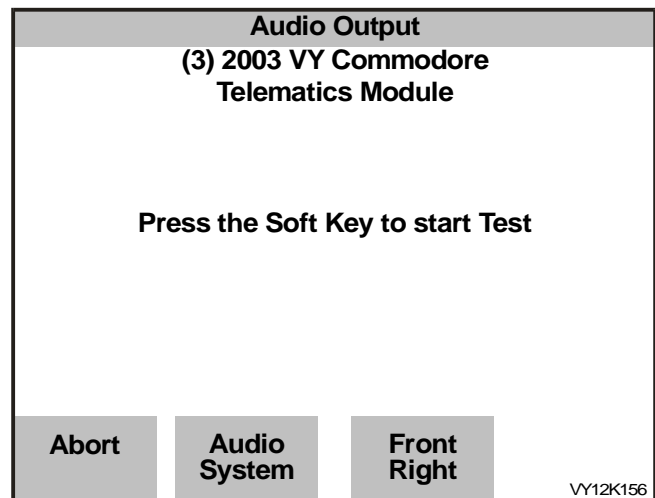 Audio Output
(3) 2003 VY Commodore
Telematics Module
Press the Soft Key to start Test
Abort
Audio
System
Front
Right
VY12K156